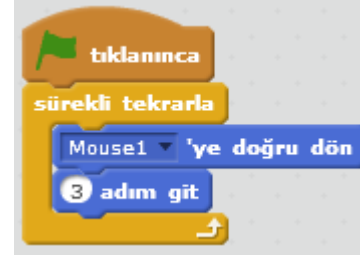 tıklanınca
sürekli tekrarla
Mouse1 'ye doğru dön
3 adım git